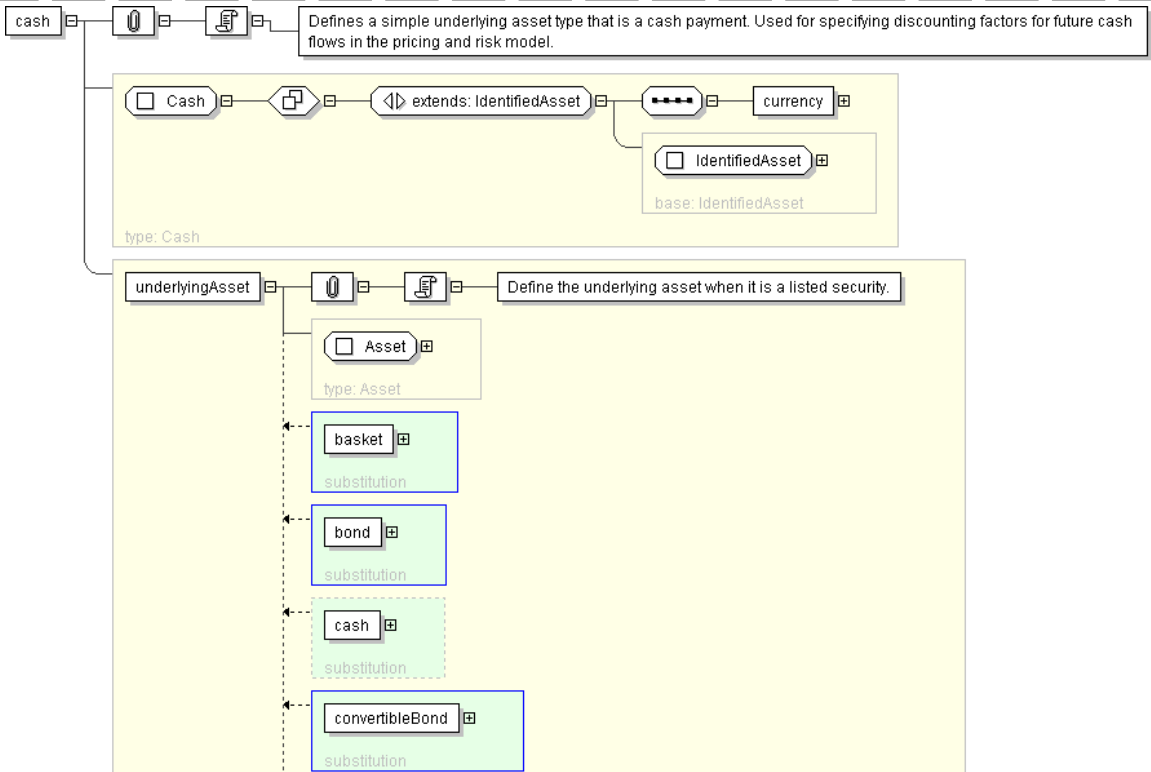 cash
Defines a simple underlying asset type that is a cash payment. Used for specifying discounting factors for future cash
flows in the pricing and risk model.
Cash
extends: IdentifiedAsset
currency
IdentifiedAsset
base: IdentifiedAsset
type: Cash
underlyingAsset
Define the underlying asset when it is a listed security.
Asset
type: Asset
basket
substitution
bond
substitution
cash
substitution
convertibleBond
substitution